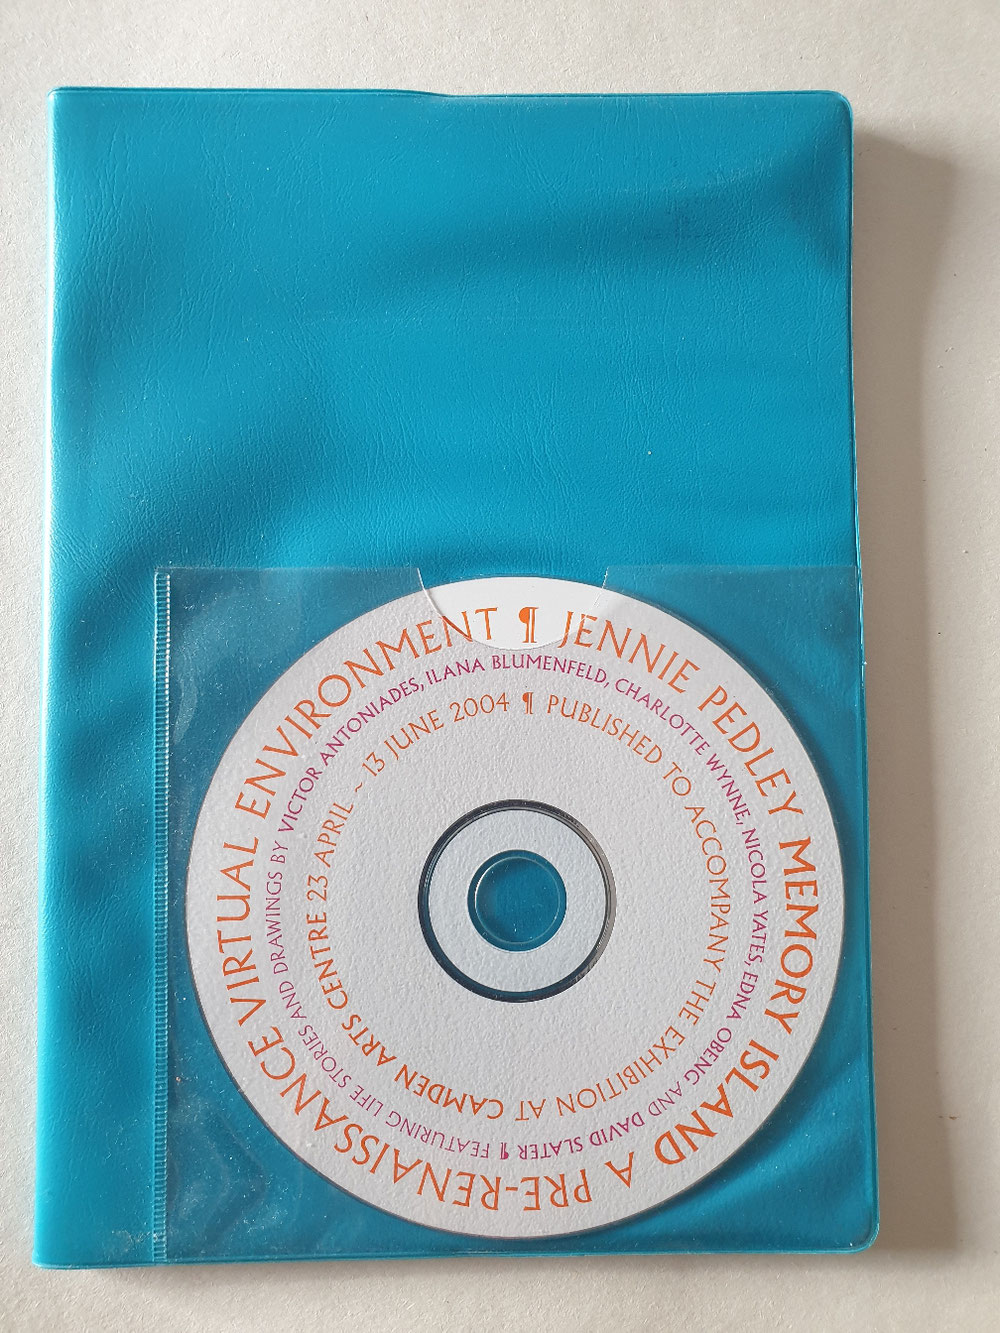 ¶ JENNIE PEDLEY MEMORY ISLAND A PRE-RENAISSANCE VIRTUAL ENVIRONMENT
¶ FEATURING LIFE STORIES AND DRAWINGS BY VICTOR ANTONIADES, ILANA BLUMENFELD, CHARLOTTE WYNNE, NICOLA YATES, EDNA OBENG AND DAVID SLATER
¶ PUBLISHED TO ACCOMPANY THE EXHIBITION AT CAMDEN ARTS CENTRE 23 APRIL ~ 13 JUNE 2004